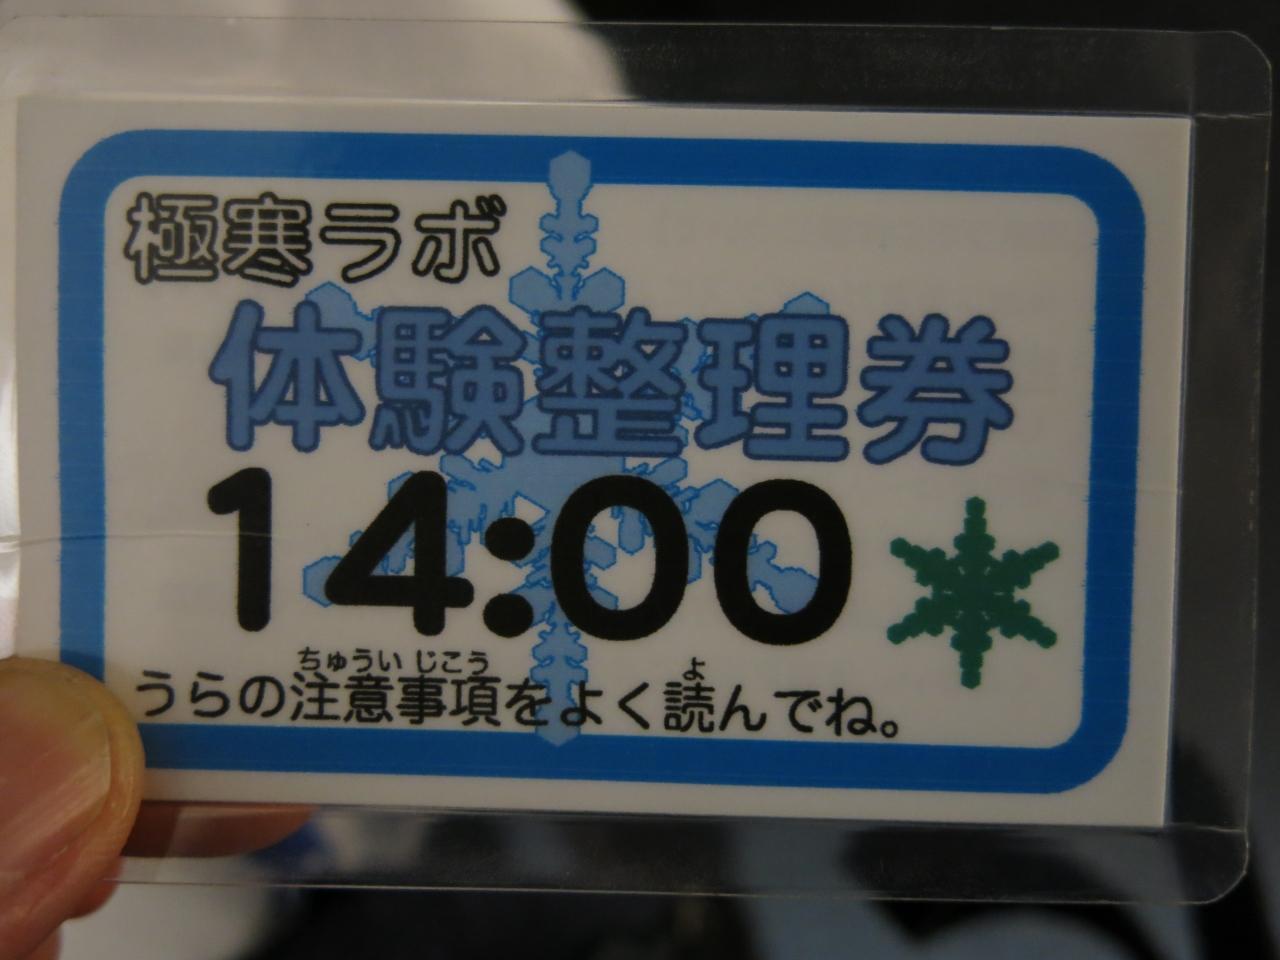 極寒ラボ
体験整理券
14:00
ちゅうい じこう よ
うらの注意事項をよく読んでね。